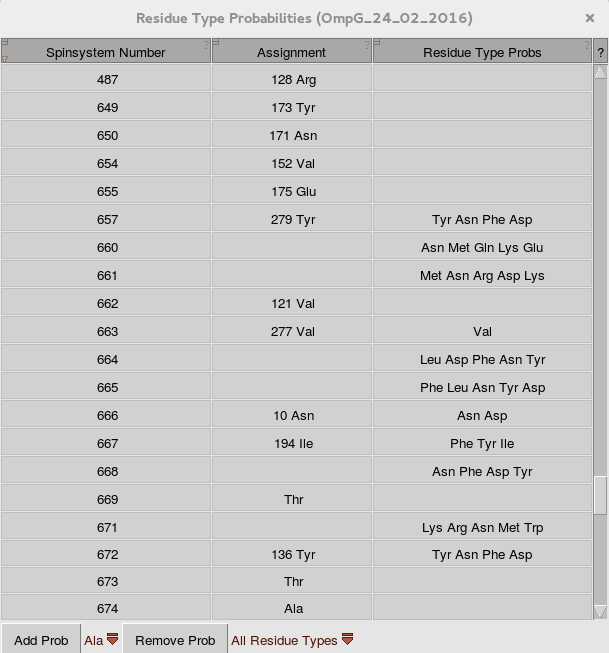 Residue Type Probabilities (OmpG_24_02_2016) ×
Spinsystem Number ? Assignment ? Residue Type Probs ? ?
487 128 Arg
649 173 Tyr
650 171 Asn
654 152 Val
655 175 Glu
657 279 Tyr Tyr Asn Phe Asp
660 Asn Met Gln Lys Glu
661 Met Asn Arg Asp Lys
662 121 Val
663 277 Val Val
664 Leu Asp Phe Asn Tyr
665 Phe Leu Asn Tyr Asp
666 10 Asn Asn Asp
667 194 Ile Phe Tyr Ile
668 Asn Phe Asp Tyr
669 Thr
671 Lys Arg Asn Met Trp
672 136 Tyr Tyr Asn Phe Asp
673 Thr
674 Ala
Add Prob Ala Remove Prob All Residue Types